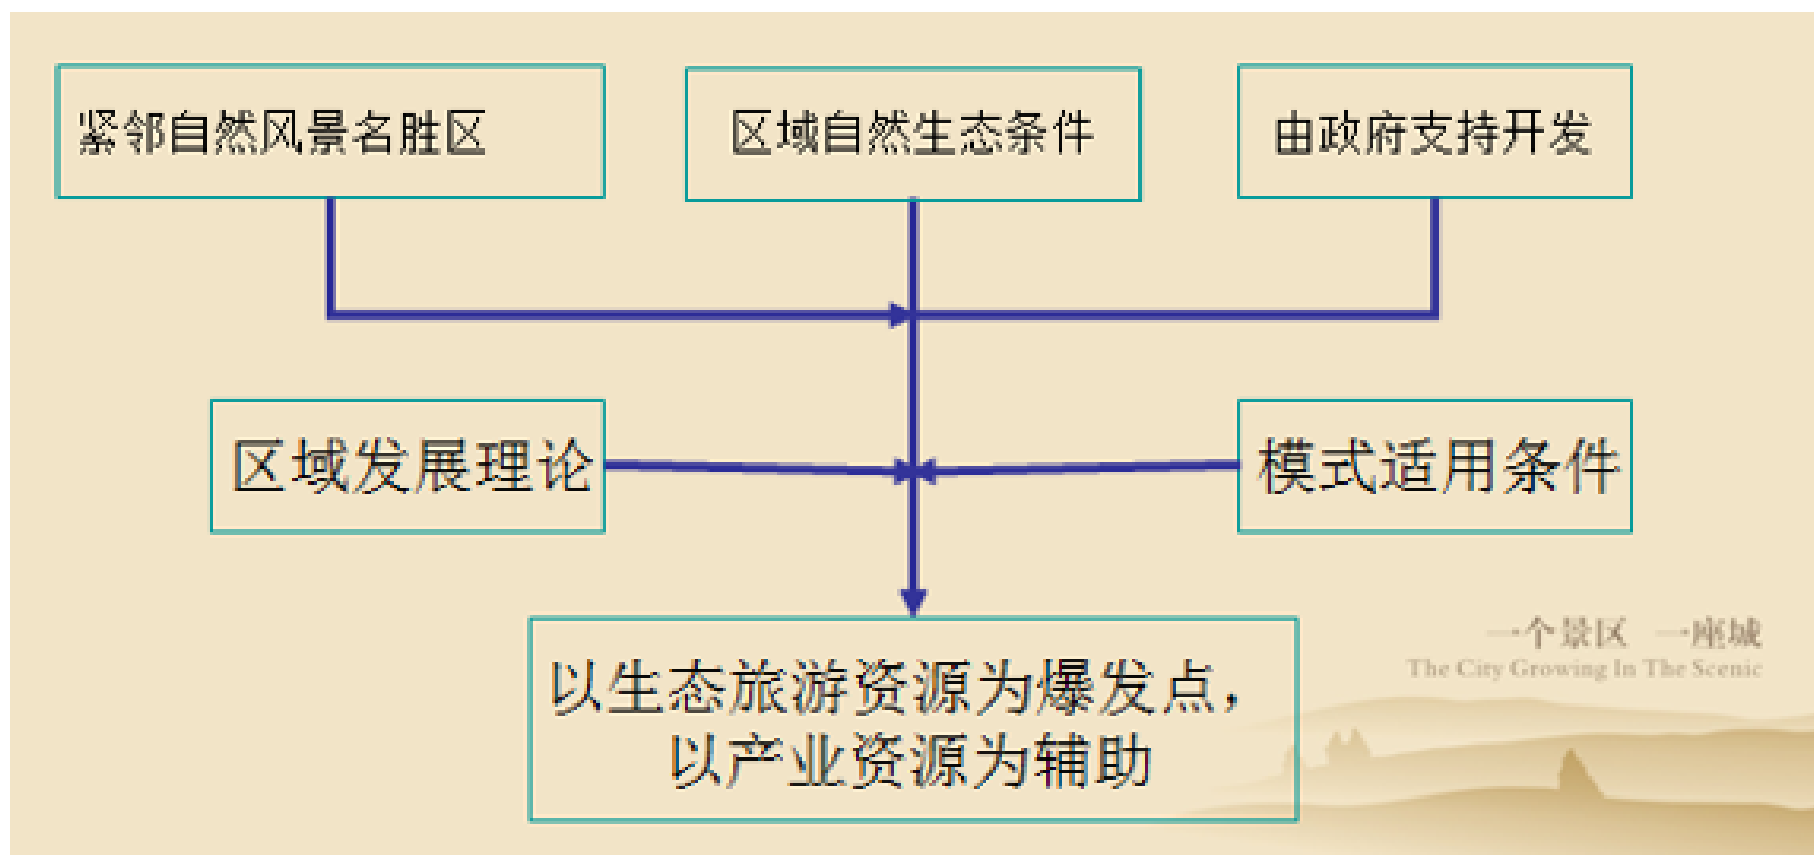 紧邻自然风景名胜区
区域自然生态条件
由政府支持开发
区域发展理论
模式适用条件
以生态旅游资源为爆发点，
以产业资源为辅助
一个景区 一座城
The City Growing In The Scenic